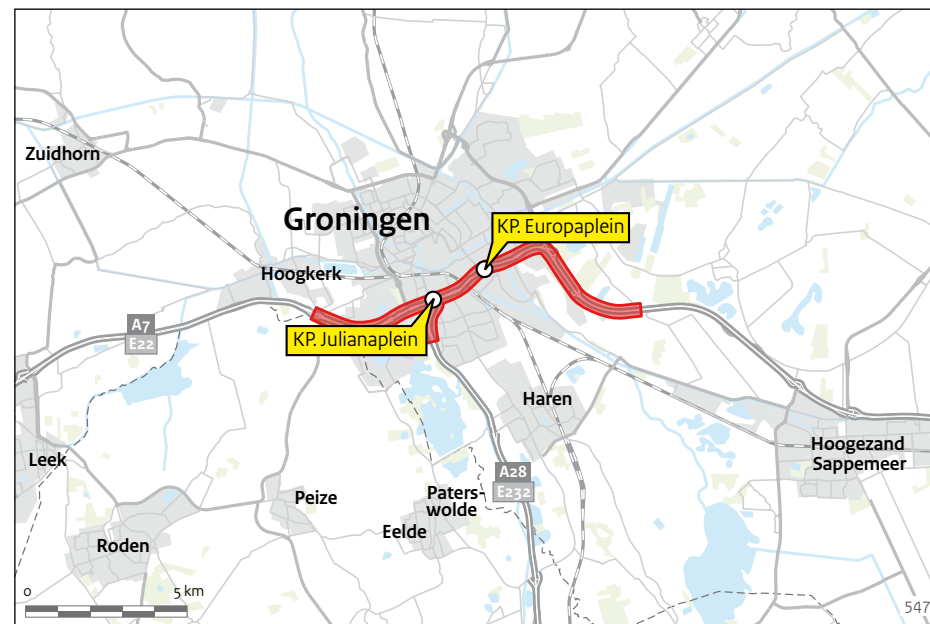 Zuidhorn
Groningen
KP. Europaplein
Hoogkerk
A7
E22
KP. Julianaplein
Haren
Hoogezand
Sappemeer
Leek
A28
E232
Peize
Paters-
wolde
Eelde
Roden
0 5 km
547